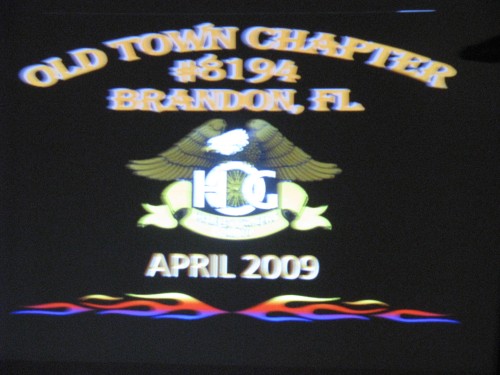 OLD TOWN CHAPTER
#8194
BRANDON, FL
HOG
APRIL 2009